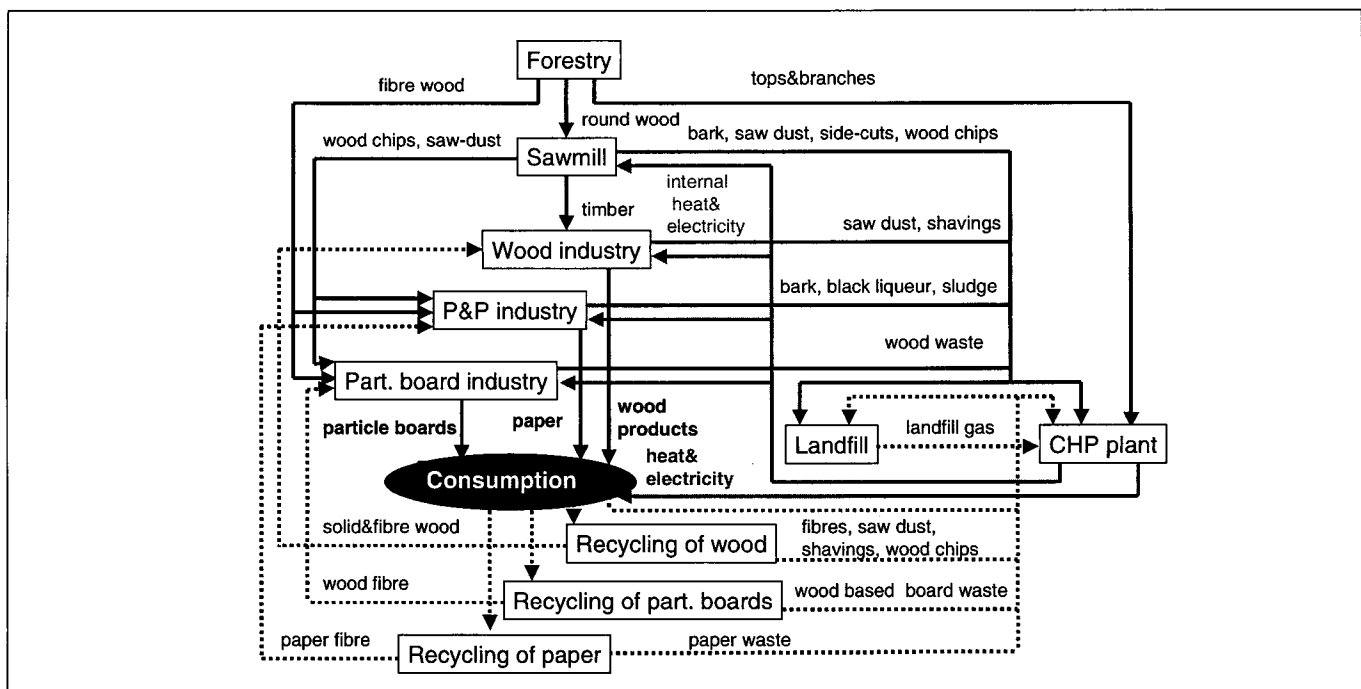 Forestry
fibre wood
tops&branches
round wood
wood chips, saw-dust
bark, saw dust, side-cuts, wood chips
Sawmill
internal
heat&
electricity
timber
saw dust, shavings
Wood industry
bark, black liqueur, sludge
P&P industry
wood waste
Part. board industry
particle boards
paper
wood
products
Landfill
landfill gas
CHP plant
heat&
electricity
Consumption
solid&fibre wood
Recycling of wood
fibres, saw dust,
shavings, wood chips
wood fibre
Recycling of part. boards
wood based board waste
paper fibre
Recycling of paper
paper waste